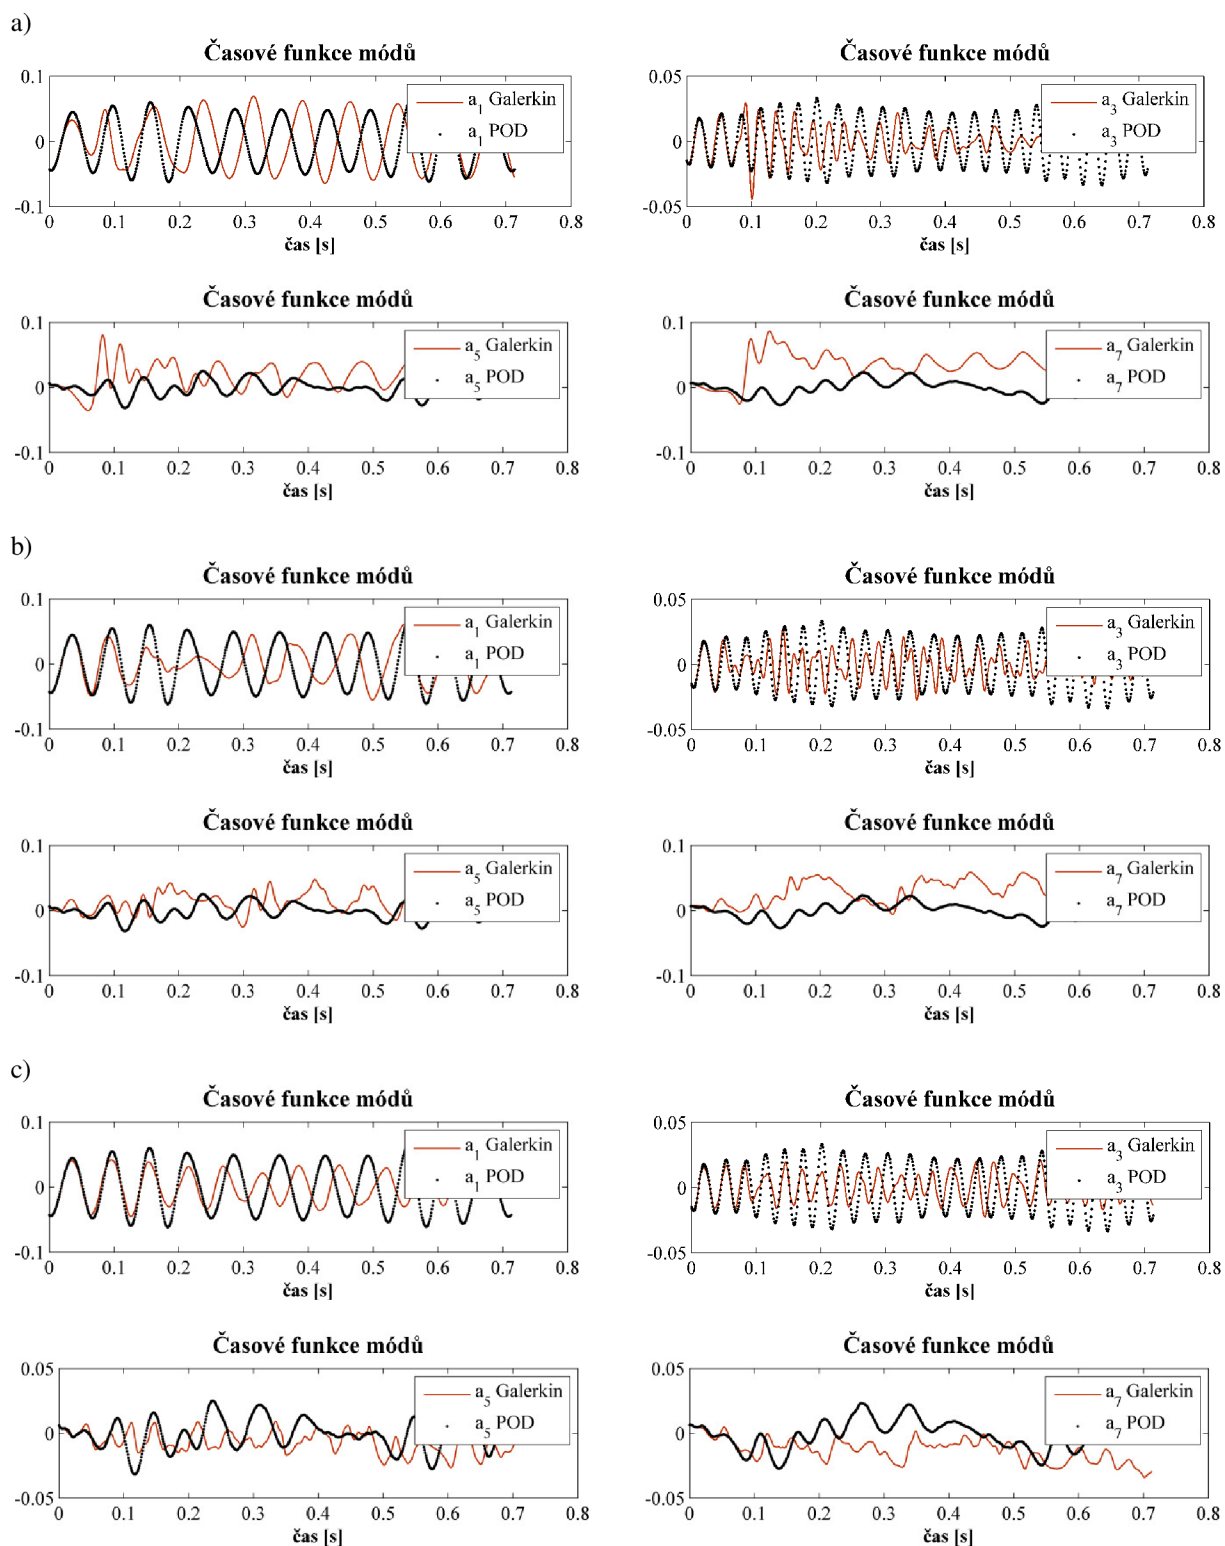 a)
Časové funkce módů
0.1
0
-0.1
0 0.1 0.2 0.3 0.4 0.5 0.6 0.7 0.8
čas [s]
a1 Galerkin
a1 POD
Časové funkce módů
0.05
0
-0.05
0 0.1 0.2 0.3 0.4 0.5 0.6 0.7 0.8
čas [s]
a3 Galerkin
a3 POD
Časové funkce módů
0.1
0
-0.1
0 0.1 0.2 0.3 0.4 0.5 0.6 0.7 0.8
čas [s]
a5 Galerkin
a5 POD
Časové funkce módů
0.1
0
-0.1
0 0.1 0.2 0.3 0.4 0.5 0.6 0.7 0.8
čas [s]
a7 Galerkin
a7 POD
b)
Časové funkce módů
0.1
0
-0.1
0 0.1 0.2 0.3 0.4 0.5 0.6 0.7 0.8
čas [s]
a1 Galerkin
a1 POD
Časové funkce módů
0.05
0
-0.05
0 0.1 0.2 0.3 0.4 0.5 0.6 0.7 0.8
čas [s]
a3 Galerkin
a3 POD
Časové funkce módů
0.1
0
-0.1
0 0.1 0.2 0.3 0.4 0.5 0.6 0.7 0.8
čas [s]
a5 Galerkin
a5 POD
Časové funkce módů
0.1
0
-0.1
0 0.1 0.2 0.3 0.4 0.5 0.6 0.7 0.8
čas [s]
a7 Galerkin
a7 POD
c)
Časové funkce módů
0.1
0
-0.1
0 0.1 0.2 0.3 0.4 0.5 0.6 0.7 0.8
čas [s]
a1 Galerkin
a1 POD
Časové funkce módů
0.05
0
-0.05
0 0.1 0.2 0.3 0.4 0.5 0.6 0.7 0.8
čas [s]
a3 Galerkin
a3 POD
Časové funkce módů
0.05
0
-0.05
0 0.1 0.2 0.3 0.4 0.5 0.6 0.7 0.8
čas [s]
a5 Galerkin
a5 POD
Časové funkce módů
0.05
0
-0.05
0 0.1 0.2 0.3 0.4 0.5 0.6 0.7 0.8
čas [s]
a7 Galerkin
a7 POD